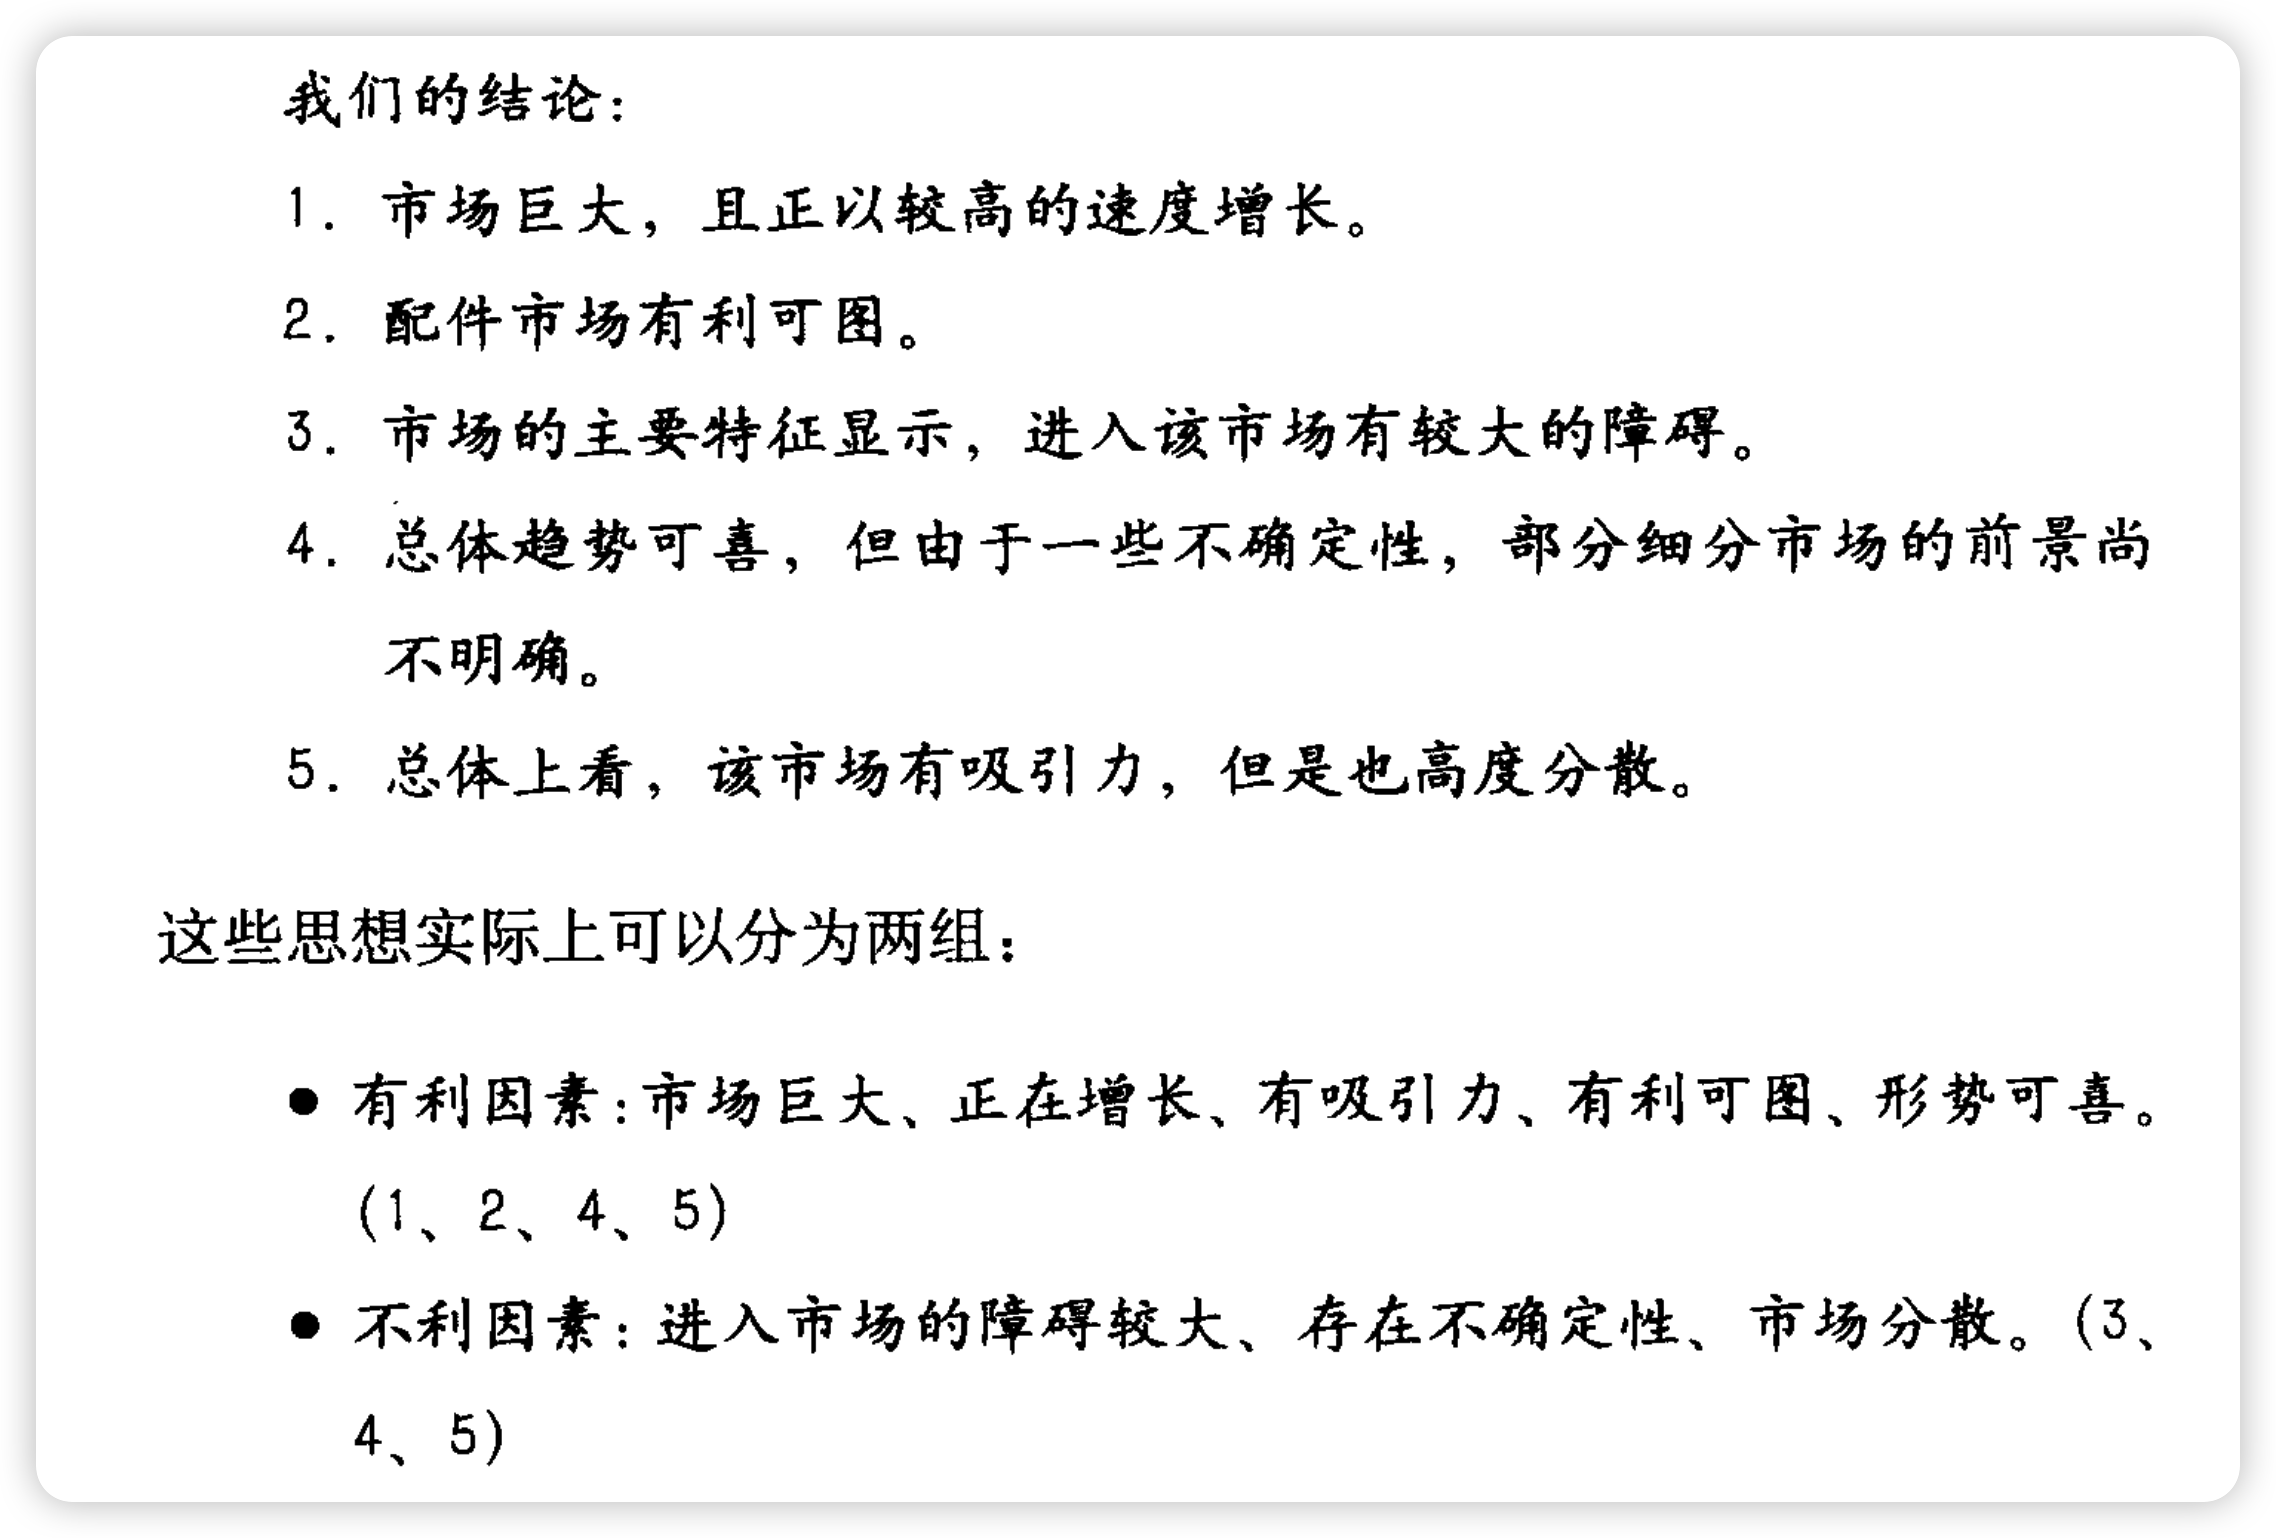 我们的结论：
1. 市场巨大，且正以较高的速度增长。
2. 配件市场有利可图。
3. 市场的主要特征显示，进入该市场有较大的障碍。
4. 总体趋势可喜，但由于一些不确定性，部分细分市场的前景尚
不明确。
5. 总体上看，该市场有吸引力，但是也高度分散。
这些思想实际上可以分为两组：
● 有利因素：市场巨大、正在增长、有吸引力、有利可图、形势可喜。
(1、2、4、5)
● 不利因素：进入市场的障碍较大、存在不确定性、市场分散。(3、
4、5)